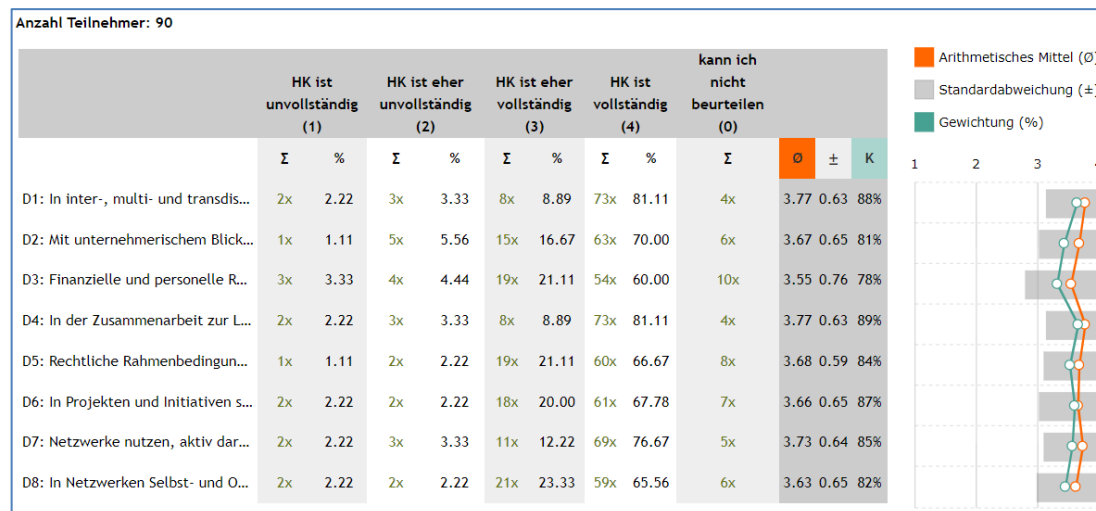 Anzahl Teilnehmer: 90
HK ist unvollständig (1) HK ist eher unvollständig (2) HK ist eher vollständig (3) HK ist vollständig (4) kann ich nicht beurteilen (0)
Σ % Σ % Σ % Σ % Σ Ø ± K
D1: In inter-, multi- und transdis... 2x 2.22 3x 3.33 8x 8.89 73x 81.11 4x 3.77 0.63 88%
D2: Mit unternehmerischem Blick... 1x 1.11 5x 5.56 15x 16.67 63x 70.00 6x 3.67 0.65 81%
D3: Finanzielle und personelle R... 3x 3.33 4x 4.44 19x 21.11 54x 60.00 10x 3.55 0.76 78%
D4: In der Zusammenarbeit zur L... 2x 2.22 3x 3.33 8x 8.89 73x 81.11 4x 3.77 0.63 89%
D5: Rechtliche Rahmenbedingun... 1x 1.11 2x 2.22 19x 21.11 60x 66.67 8x 3.68 0.59 84%
D6: In Projekten und Initiativen s... 2x 2.22 2x 2.22 18x 20.00 61x 67.78 7x 3.66 0.65 87%
D7: Netzwerke nutzen, aktiv dar... 2x 2.22 3x 3.33 11x 12.22 69x 76.67 5x 3.73 0.64 85%
D8: In Netzwerken Selbst- und O... 2x 2.22 2x 2.22 21x 23.33 59x 65.56 6x 3.63 0.65 82%
Arithmetisches Mittel (Ø)
Standardabweichung (±)
Gewichtung (%)
1 2 3